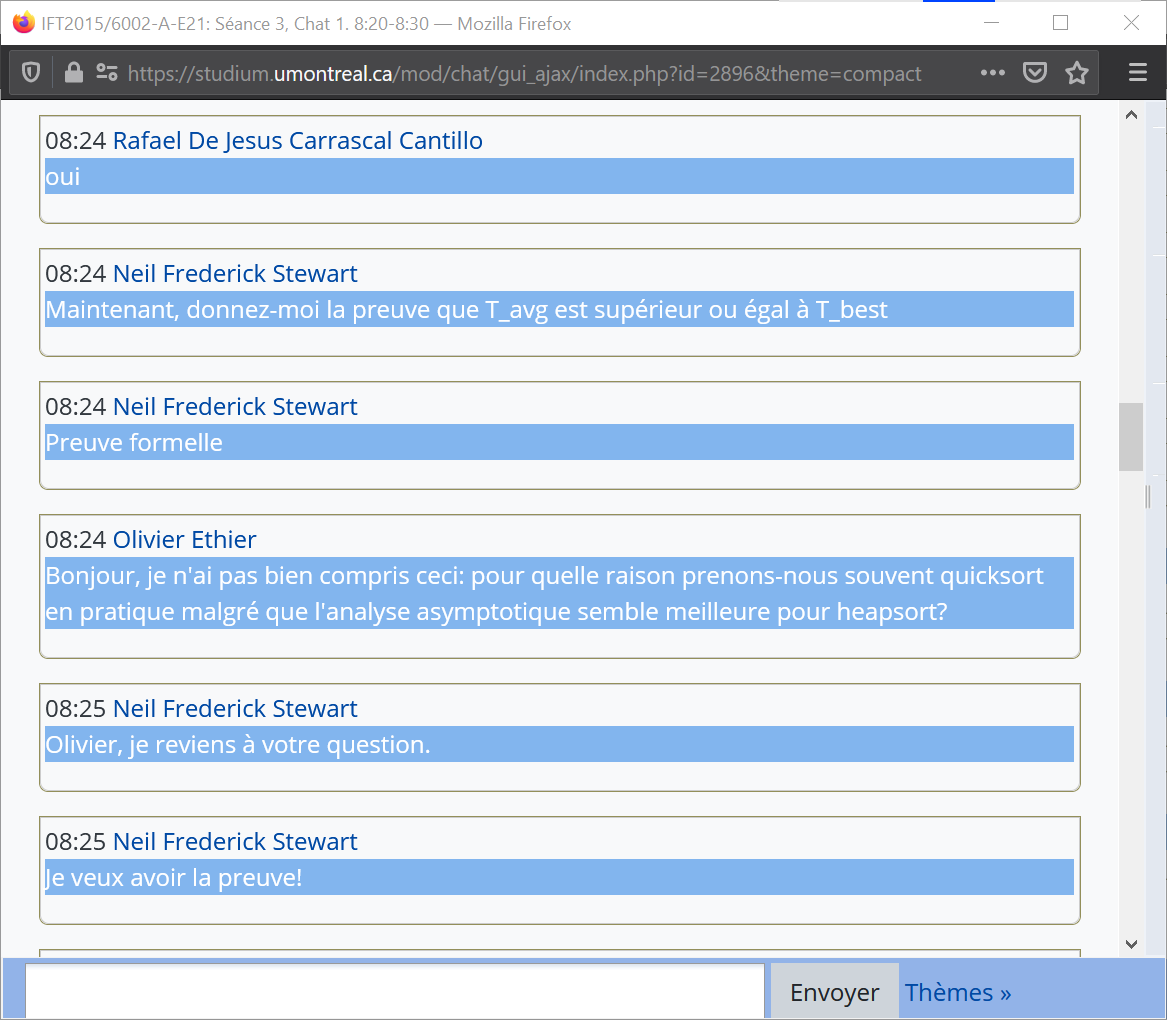 IFT2015/6002-A-E21: Séance 3, Chat 1. 8:20-8:30 — Mozilla Firefox
https://studium.umontreal.ca/mod/chat/gui_ajax/index.php?id=2896&theme=compact
08:24 Rafael De Jesus Carrascal Cantillo
oui
08:24 Neil Frederick Stewart
Maintenant, donnez-moi la preuve que T_avg est supérieur ou égal à T_best
08:24 Neil Frederick Stewart
Preuve formelle
08:24 Olivier Ethier
Bonjour, je n'ai pas bien compris ceci: pour quelle raison prenons-nous souvent quicksort
en pratique malgré que l'analyse asymptotique semble meilleure pour heapsort?
08:25 Neil Frederick Stewart
Olivier, je reviens à votre question.
08:25 Neil Frederick Stewart
Je veux avoir la preuve!
Envoyer Thèmes »